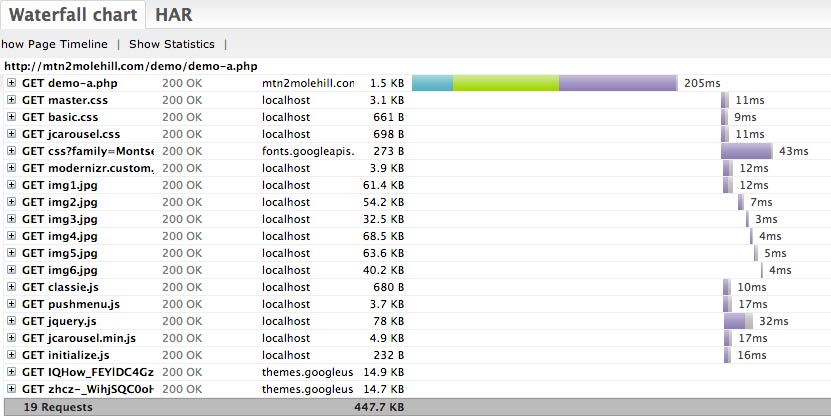 Waterfall chart HAR
how Page Timeline | Show Statistics |
http://mtn2molehill.com/demo/demo-a.php
GET demo-a.php 200 OK mtn2molehill.con 1.5 KB 205ms
GET master.css 200 OK localhost 3.1 KB 11ms
GET basic.css 200 OK localhost 661 B 9ms
GET jcarousel.css 200 OK localhost 698 B 11ms
GET css?family=Montse 200 OK fonts.googleapis. 273 B 43ms
GET modernizr.custom. 200 OK localhost 3.9 KB 12ms
GET img1.jpg 200 OK localhost 61.4 KB 12ms
GET img2.jpg 200 OK localhost 54.2 KB 7ms
GET img3.jpg 200 OK localhost 32.5 KB 3ms
GET img4.jpg 200 OK localhost 68.5 KB 4ms
GET img5.jpg 200 OK localhost 63.6 KB 5ms
GET img6.jpg 200 OK localhost 40.2 KB 4ms
GET classie.js 200 OK localhost 680 B 10ms
GET pushmenu.js 200 OK localhost 3.7 KB 17ms
GET jquery.js 200 OK localhost 78 KB 32ms
GET jcarousel.min.js 200 OK localhost 4.9 KB 17ms
GET initialize.js 200 OK localhost 232 B 16ms
GET IQHow_FEYlDC4Gz 200 OK themes.googleus 14.9 KB
GET zhcz-_WihjSQC0oH 200 OK themes.googleus 14.7 KB
19 Requests 447.7 KB